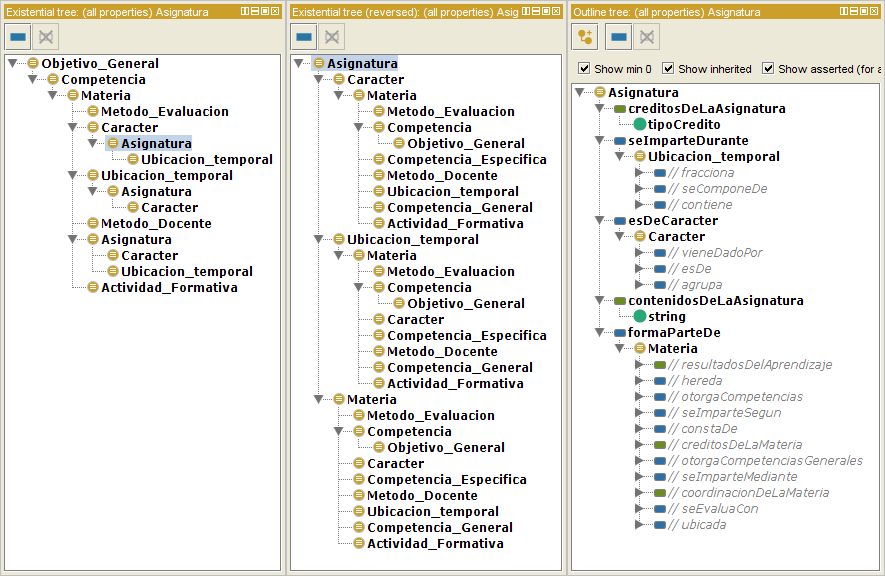 Existential tree: (all properties) Asignatura
Objetivo_General
Competencia
Materia
Metodo_Evaluacion
Caracter
Asignatura
Ubicacion_temporal
Ubicacion_temporal
Asignatura
Caracter
Metodo_Docente
Asignatura
Caracter
Ubicacion_temporal
Actividad_Formativa
Existential tree (reversed): (all properties) Asig
Asignatura
Caracter
Materia
Metodo_Evaluacion
Competencia
Objetivo_General
Competencia_Especifica
Metodo_Docente
Ubicacion_temporal
Competencia_General
Actividad_Formativa
Ubicacion_temporal
Materia
Metodo_Evaluacion
Competencia
Objetivo_General
Caracter
Competencia_Especifica
Metodo_Docente
Competencia_General
Actividad_Formativa
Materia
Metodo_Evaluacion
Competencia
Objetivo_General
Caracter
Competencia_Especifica
Metodo_Docente
Ubicacion_temporal
Competencia_General
Actividad_Formativa
Outline tree: (all properties) Asignatura
Show min 0 Show inherited Show asserted (for a
Asignatura
creditosDeLaAsignatura
tipoCredito
seImparteDurante
Ubicacion_temporal
// fracciona
// seComponeDe
// contiene
esDeCaracter
Caracter
// vieneDadoPor
// esDe
// agrupa
contenidosDeLaAsignatura
string
formaParteDe
Materia
// resultadosDelAprendizaje
// hereda
// otorgaCompetencias
// seImparteSegun
// constaDe
// creditosDeLaMateria
// otorgaCompetenciasGenerales
// seImparteMediante
// coordinacionDeLaMateria
// seEvaluaCon
// ubicada